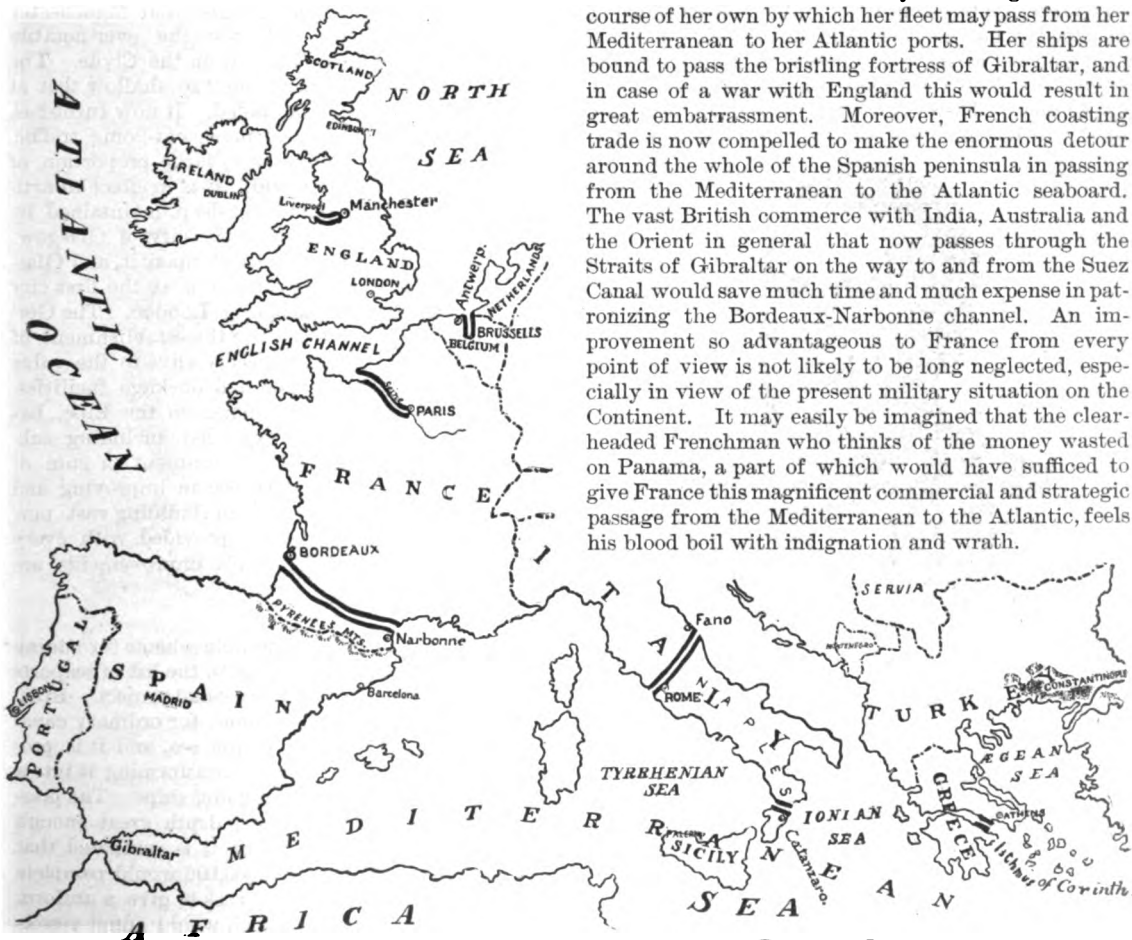 course of her own by which her fleet may pass from her
Mediterranean to her Atlantic ports. Her ships are
bound to pass the bristling fortress of Gibraltar, and
in case of a war with England this would result in
great embarrassment. Moreover, French coasting
trade is now compelled to make the enormous detour
around the whole of the Spanish peninsula in passing
from the Mediterranean to the Atlantic seaboard.
The vast British commerce with India, Australia and
the Orient in general that now passes through the
Straits of Gibraltar on the way to and from the Suez
Canal would save much time and much expense in pat-
ronizing the Bordeaux-Narbonne channel. An im-
provement so advantageous to France from every
point of view is not likely to be long neglected, espe-
cially in view of the present military situation on the
Continent. It may easily be imagined that the clear-
headed Frenchman who thinks of the money wasted
on Panama, a part of which would have sufficed to
give France this magnificent commercial and strategic
passage from the Mediterranean to the Atlantic, feels
his blood boil with indignation and wrath.
ATLANTIC OCEAN
SCOTLAND
NORTH
SEA
EDINBURGH
IRELAND
DUBLIN
Liverpool
Manchester
ENGLAND
LONDON
Antwerp.
NETHERLANDS
BRUSSELLS
BELGIUM
ENGLISH CHANNEL
PARIS
FRANCE
BORDEAUX
PYRENEES MTS.
Narbonne
PORTUGAL
LISBON
SPAIN
MADRID
Barcelona
Gibraltar
ITALY
Fano
ROME
NAPLES
TYRRHENIAN
SEA
SICILY
Catanzaro.
IONIAN
SEA
SERVIA
MONTENEGRO
TURKEY
CONSTANTINOPLE
ÆGEAN
SEA
GREECE
ATHENS
Isthmus of Corinth
MEDITERRANEAN
SEA
AFRICA